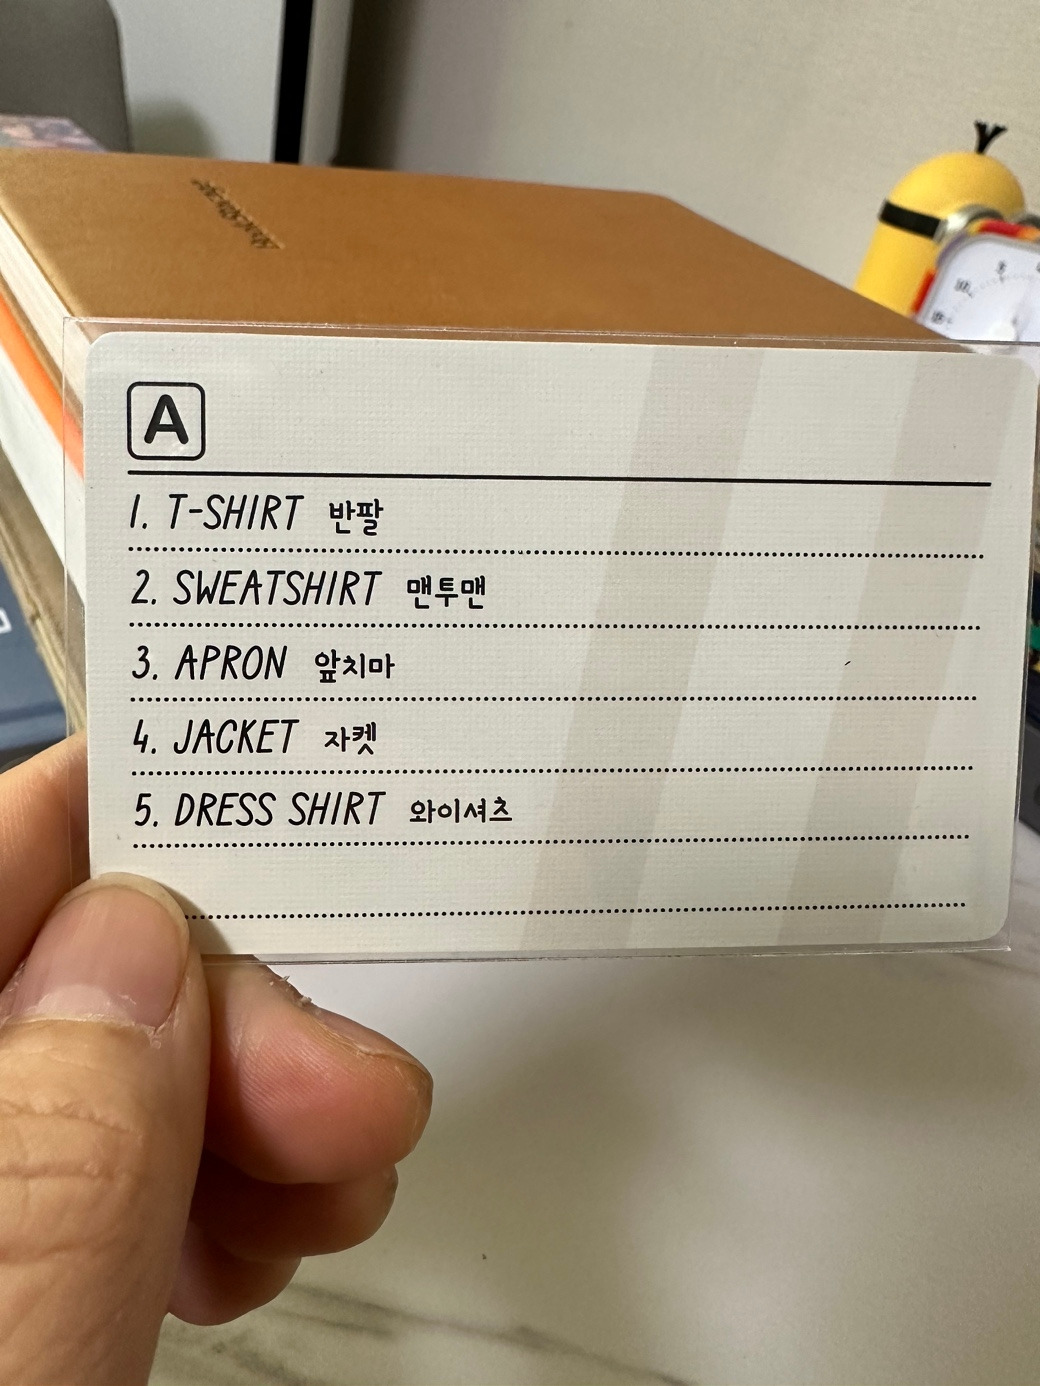 A
1. T-SHIRT 반팔
2. SWEATSHIRT 맨투맨
3. APRON 앞치마
4. JACKET 자켓
5. DRESS SHIRT 와이셔츠